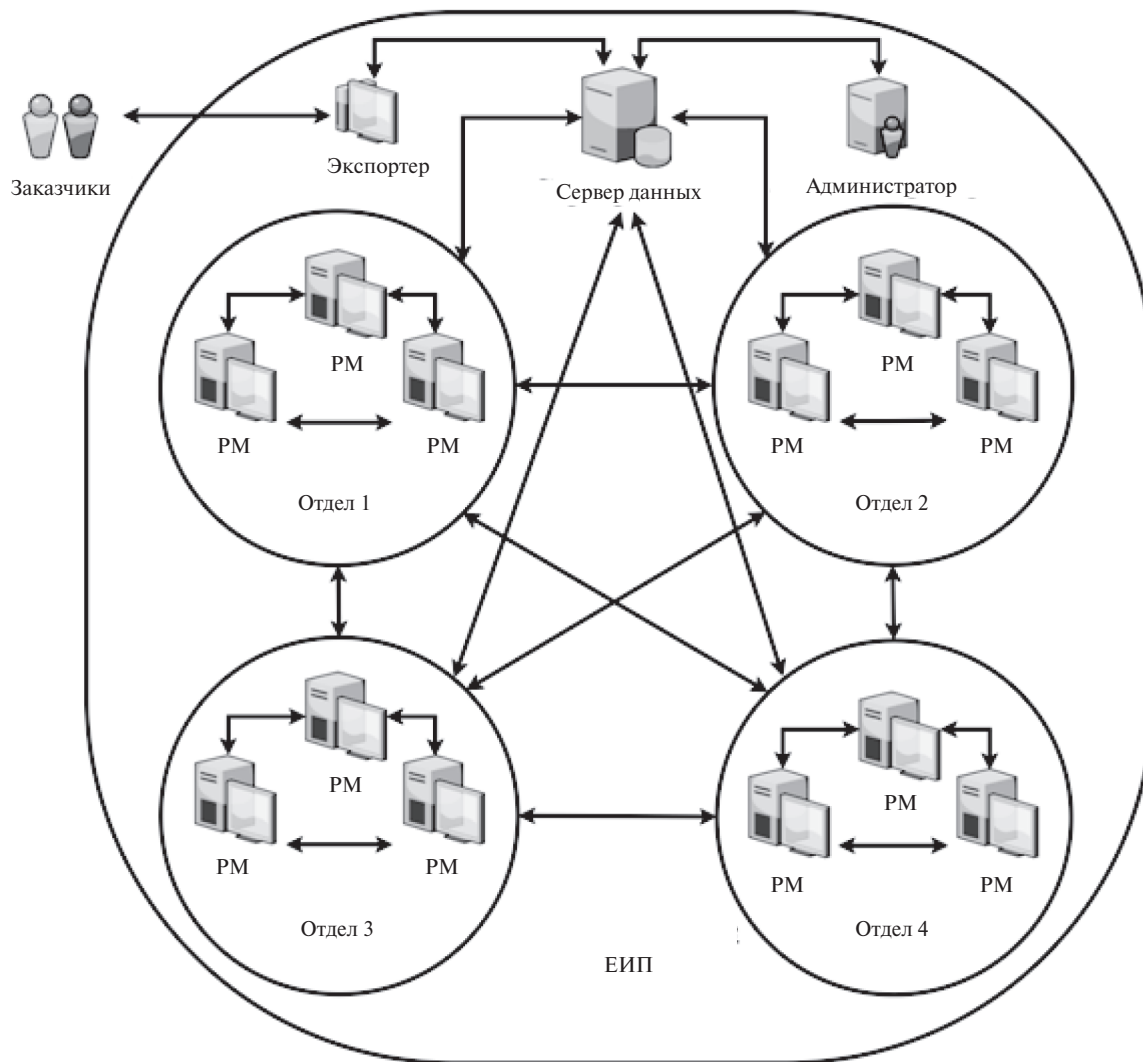 Заказчики
Экспортер
Сервер данных
Администратор
РМ
РМ
РМ
Отдел 1
РМ
РМ
РМ
Отдел 2
РМ
РМ
РМ
Отдел 3
РМ
РМ
РМ
Отдел 4
ЕИП